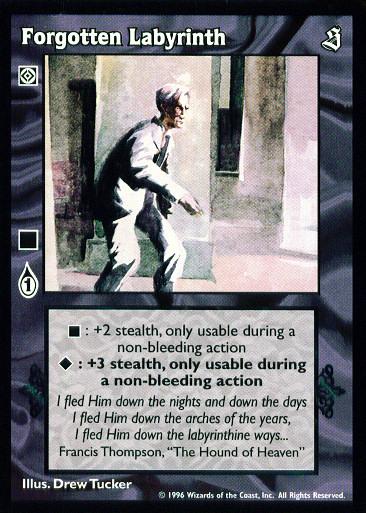 Forgotten Labyrinth
1
: +2 stealth, only usable during a
non-bleeding action
: +3 stealth, only usable during
a non-bleeding action
I fled Him down the nights and down the days
I fled Him down the arches of the years,
I fled Him down the labyrinthine ways...
Francis Thompson, "The Hound of Heaven"
Illus. Drew Tucker
© 1996 Wizards of the Coast, Inc. All Rights Reserved.